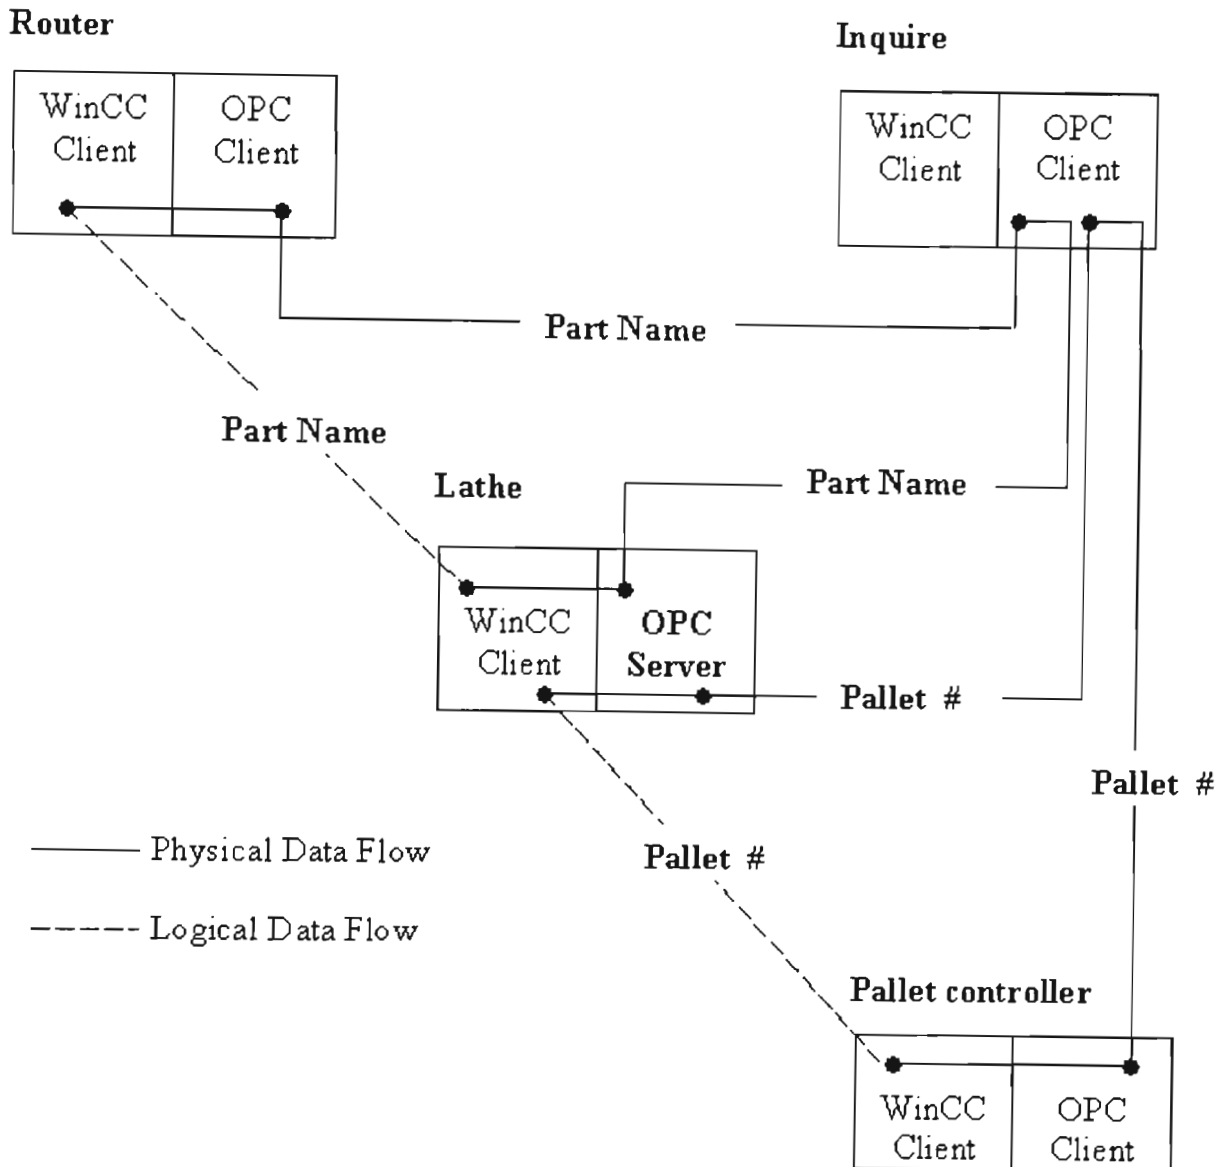 Router
Inquire
WinCC
Client
OPC
Client
WinCC
Client
OPC
Client
Part Name
Part Name
Lathe
Part Name
WinCC
Client
OPC
Server
Pallet #
Pallet #
Physical Data Flow
Pallet #
Logical Data Flow
Pallet controller
WinCC
Client
OPC
Client